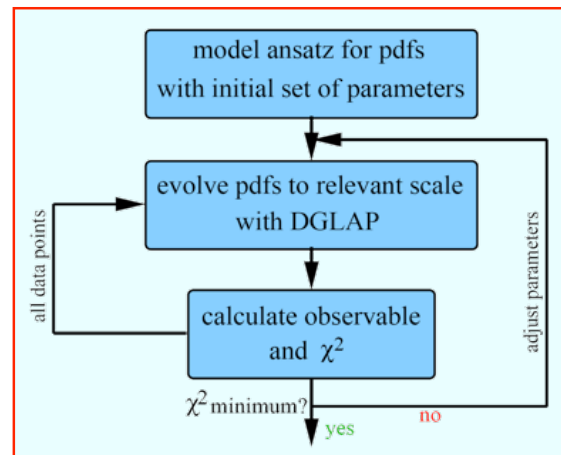 model ansatz for pdfs
with initial set of parameters
evolve pdfs to relevant scale
with DGLAP
all data points
adjust parameters
calculate observable
and χ²
χ² minimum?
no
yes